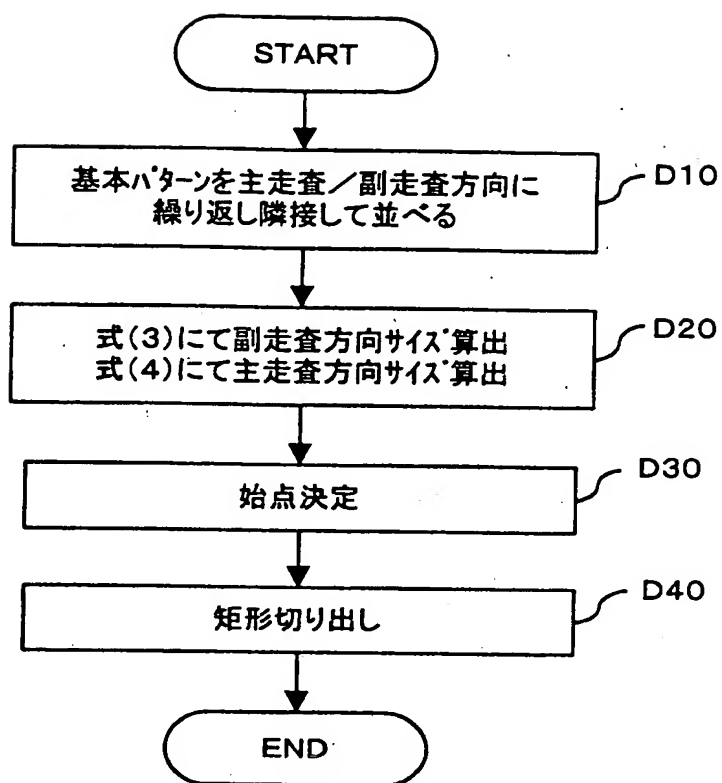 START
基本パターンを主走査／副走査方向に
繰り返し隣接して並べる
D10
式(3)にて副走査方向サイズ算出
式(4)にて主走査方向サイズ算出
D20
始点決定
D30
矩形切り出し
D40
END